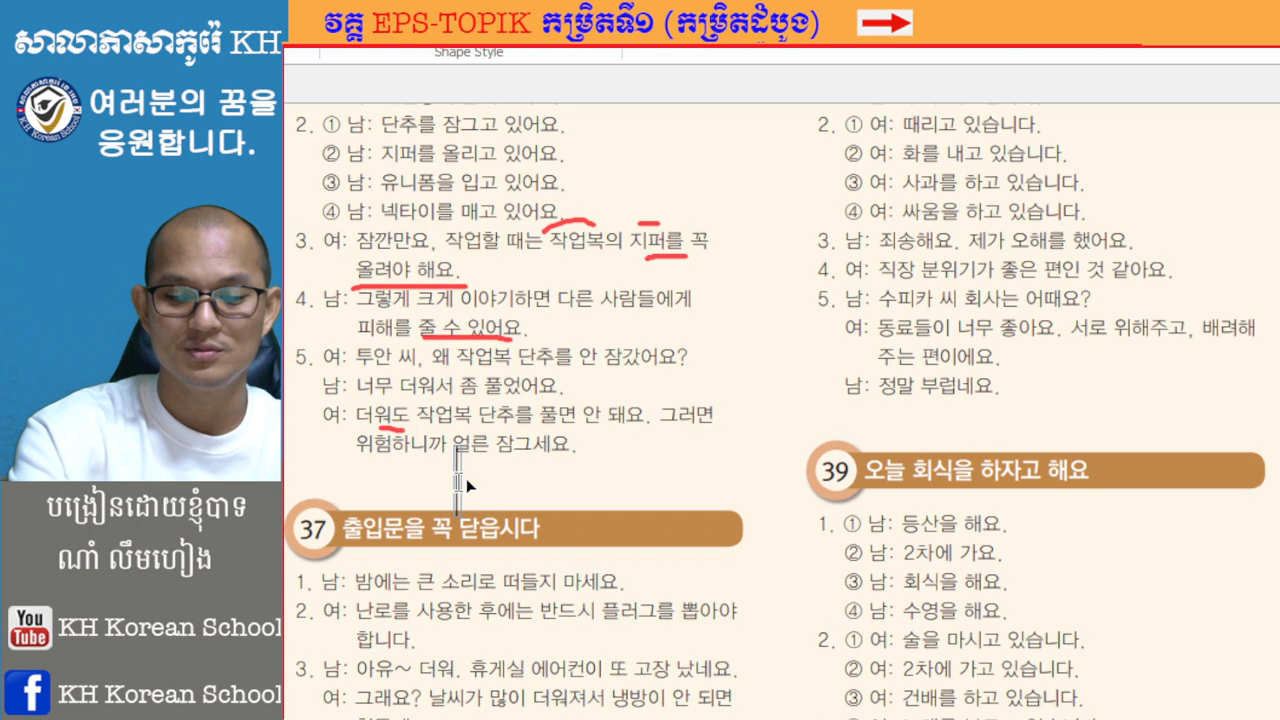 សាលាភាសាកូរ៉េ KH
여러분의 꿈을
응원합니다.
វគ្គ EPS-TOPIK កម្រិតទី១ (កម្រិតដំបូង)
Shape Style
2. ① 남: 단추를 잠그고 있어요.
② 남: 지퍼를 올리고 있어요.
③ 남: 유니폼을 입고 있어요.
④ 남: 넥타이를 매고 있어요.
3. 여: 잠깐만요, 작업할 때는 작업복의 지퍼를 꼭
올려야 해요.
4. 남: 그렇게 크게 이야기하면 다른 사람들에게
피해를 줄 수 있어요.
5. 여: 투안 씨, 왜 작업복 단추를 안 잠갔어요?
남: 너무 더워서 좀 풀었어요.
여: 더워도 작업복 단추를 풀면 안 돼요. 그러면
위험하니까 얼른 잠그세요.
37 출입문을 꼭 닫읍시다
1. 남: 밤에는 큰 소리로 떠들지 마세요.
2. 여: 난로를 사용한 후에는 반드시 플러그를 뽑아야
합니다.
3. 남: 아유~ 더워. 휴게실 에어컨이 또 고장 났네요.
여: 그래요? 날씨가 많이 더워져서 냉방이 안 되면
2. ① 여: 때리고 있습니다.
② 여: 화를 내고 있습니다.
③ 여: 사과를 하고 있습니다.
④ 여: 싸움을 하고 있습니다.
3. 남: 죄송해요. 제가 오해를 했어요.
4. 여: 직장 분위기가 좋은 편인 것 같아요.
5. 남: 수피카 씨 회사는 어때요?
여: 동료들이 너무 좋아요. 서로 위해주고, 배려해
주는 편이에요.
남: 정말 부럽네요.
39 오늘 회식을 하자고 해요
1. ① 남: 등산을 해요.
② 남: 2차에 가요.
③ 남: 회식을 해요.
④ 남: 수영을 해요.
2. ① 여: 술을 마시고 있습니다.
② 여: 2차에 가고 있습니다.
③ 여: 건배를 하고 있습니다.
បង្រៀនដោយខ្ញុំបាទ
ណាំ លឹមហៀង
You Tube KH Korean School
f KH Korean School